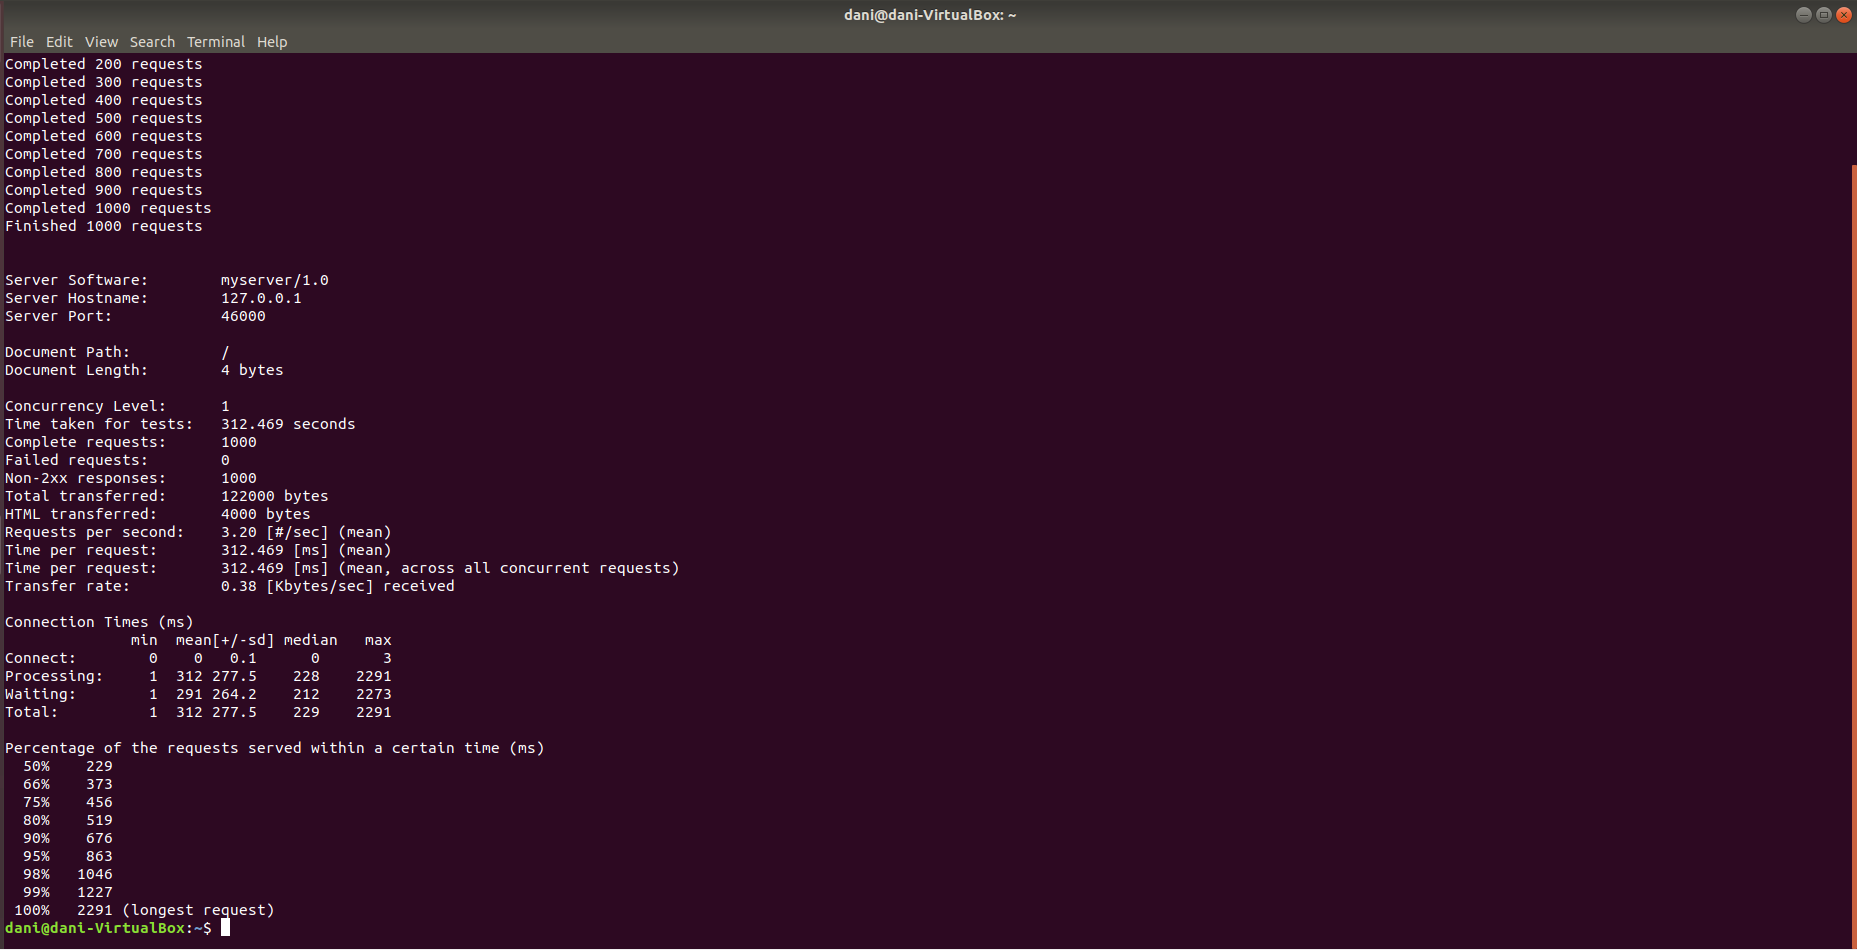 dani@dani-VirtualBox: ~
File Edit View Search Terminal Help
Completed 200 requests
Completed 300 requests
Completed 400 requests
Completed 500 requests
Completed 600 requests
Completed 700 requests
Completed 800 requests
Completed 900 requests
Completed 1000 requests
Finished 1000 requests
Server Software:        myserver/1.0
Server Hostname:        127.0.0.1
Server Port:            46000
Document Path:          /
Document Length:        4 bytes
Concurrency Level:      1
Time taken for tests:   312.469 seconds
Complete requests:      1000
Failed requests:        0
Non-2xx responses:      1000
Total transferred:      122000 bytes
HTML transferred:       4000 bytes
Requests per second:    3.20 [#/sec] (mean)
Time per request:       312.469 [ms] (mean)
Time per request:       312.469 [ms] (mean, across all concurrent requests)
Transfer rate:          0.38 [Kbytes/sec] received
Connection Times (ms)
              min  mean[+/-sd] median   max
Connect:        0    0   0.1      0       3
Processing:     1  312 277.5    228    2291
Waiting:        1  291 264.2    212    2273
Total:          1  312 277.5    229    2291
Percentage of the requests served within a certain time (ms)
  50%    229
  66%    373
  75%    456
  80%    519
  90%    676
  95%    863
  98%   1046
  99%   1227
 100%   2291 (longest request)
dani@dani-VirtualBox:~$